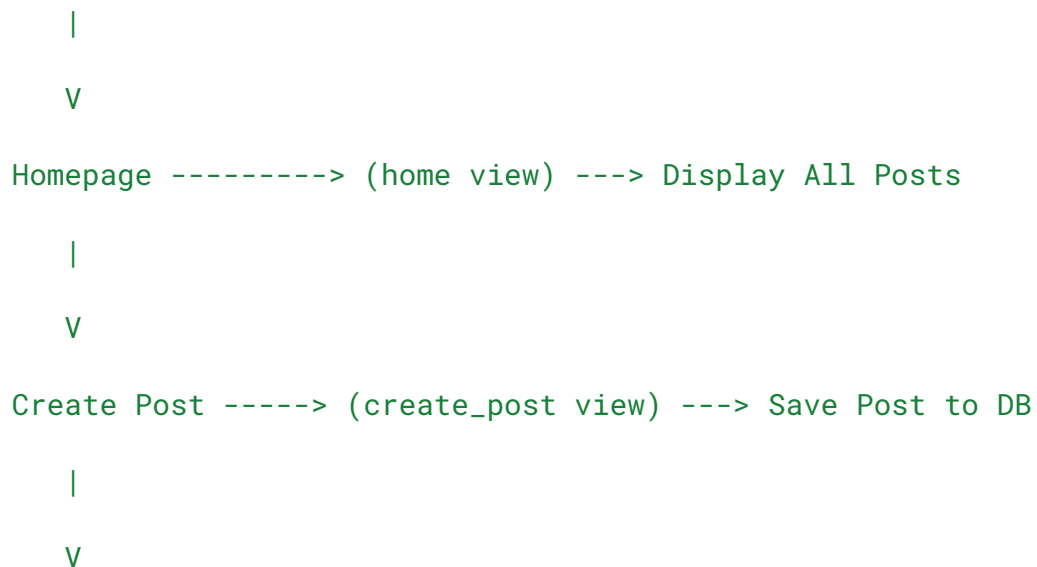 |
V
Homepage ---------> (home view) ---> Display All Posts
|
V
Create Post -----> (create_post view) ---> Save Post to DB
|
V